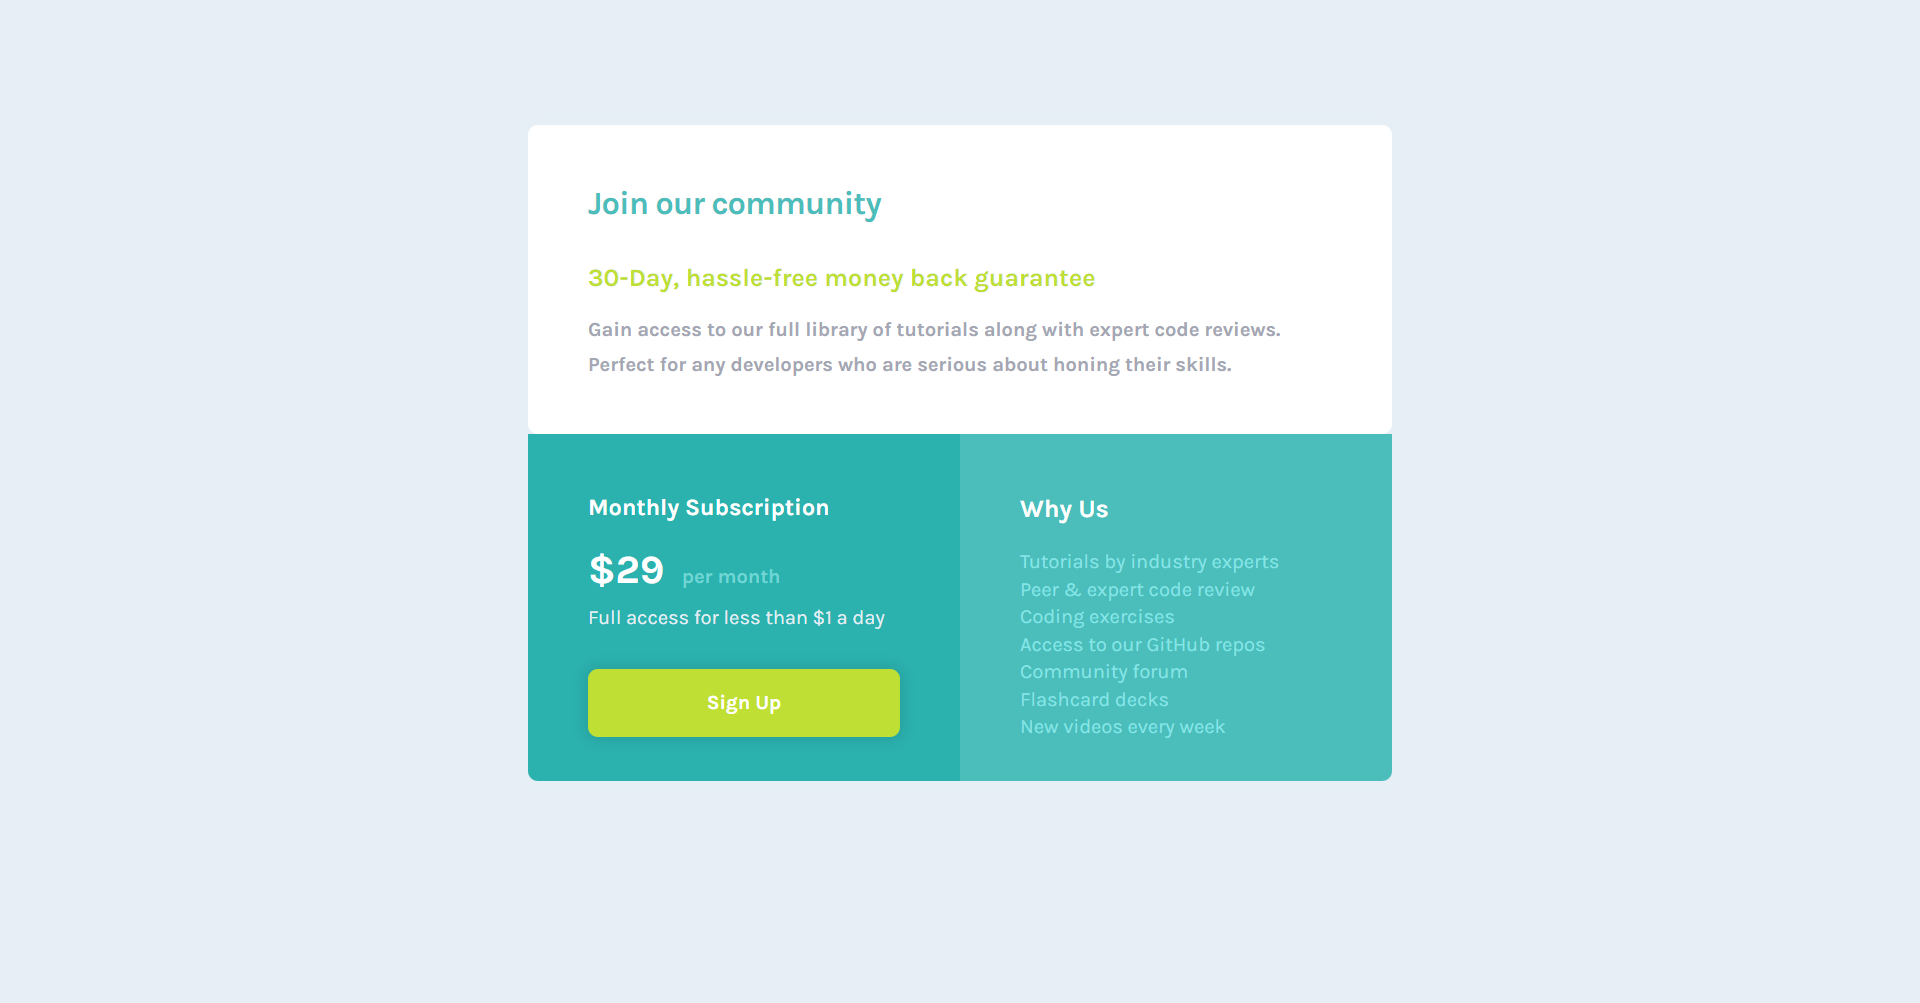 Join our community
30-Day, hassle-free money back guarantee
Gain access to our full library of tutorials along with expert code reviews.
Perfect for any developers who are serious about honing their skills.
Monthly Subscription
$29 per month
Full access for less than $1 a day
Sign Up
Why Us
Tutorials by industry experts
Peer & expert code review
Coding exercises
Access to our GitHub repos
Community forum
Flashcard decks
New videos every week